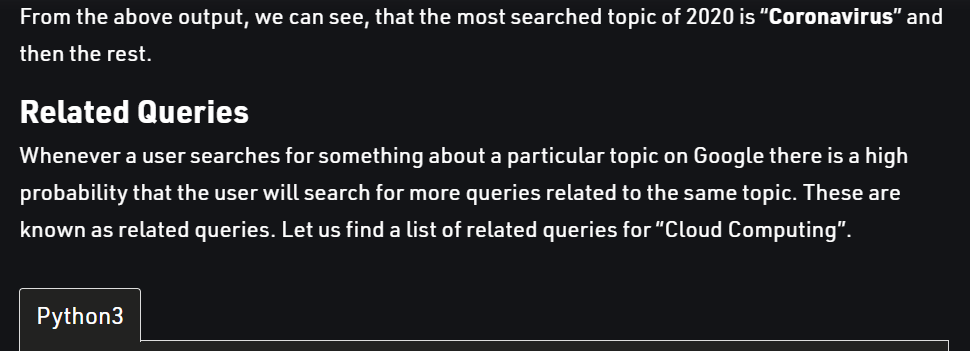 From the above output, we can see, that the most searched topic of 2020 is “Coronavirus” and
then the rest.
Related Queries
Whenever a user searches for something about a particular topic on Google there is a high
probability that the user will search for more queries related to the same topic. These are
known as related queries. Let us find a list of related queries for “Cloud Computing”.
Python3